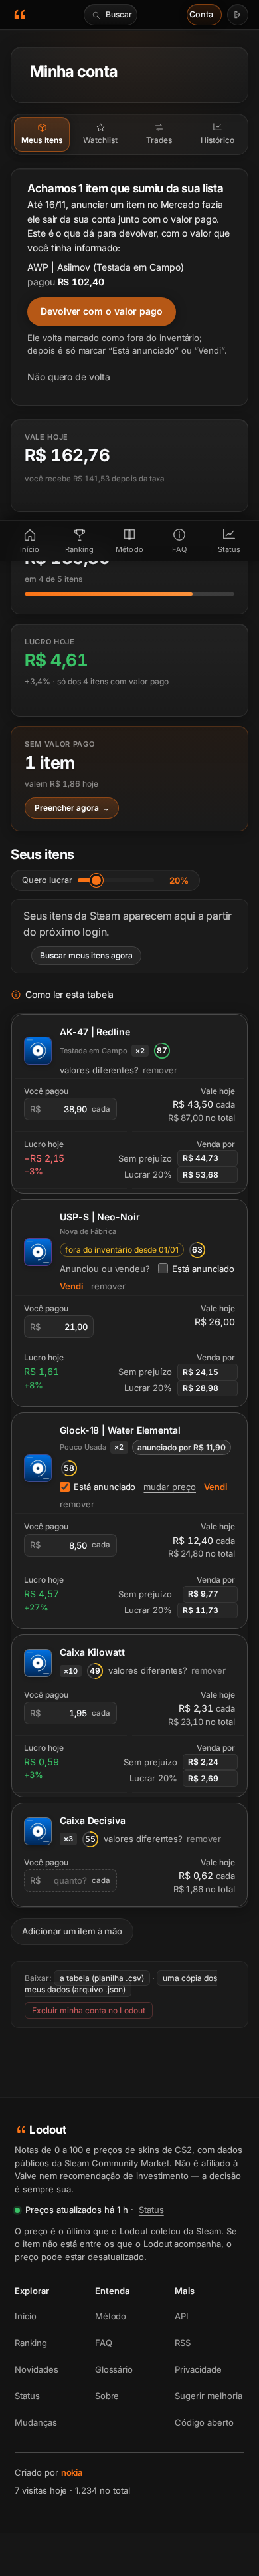 Buscar
Conta
Minha conta
Meus Itens
Watchlist
Trades
Histórico
Achamos 1 item que sumiu da sua lista
Até 16/11, anunciar um item no Mercado fazia
ele sair da sua conta junto com o valor pago.
Este é o que dá para devolver, com o valor que
você tinha informado:
AWP | Asiimov (Testada em Campo)
pagou R$ 102,40
Devolver com o valor pago
Ele volta marcado como fora do inventário;
depois é só marcar “Está anunciado” ou “Vendi”.
Não quero de volta
VALE HOJE
R$ 162,76
você recebe R$ 141,53 depois da taxa
Início
Ranking
Método
FAQ
Status
em 4 de 5 itens
LUCRO HOJE
R$ 4,61
+3,4% · só dos 4 itens com valor pago
SEM VALOR PAGO
1 item
valem R$ 1,86 hoje
Preencher agora →
Seus itens
Quero lucrar
20%
Seus itens da Steam aparecem aqui a partir
do próximo login.
Buscar meus itens agora
Como ler esta tabela
AK-47 | Redline
Testada em Campo ×2 87
valores diferentes? remover
Você pagou
Vale hoje
R$ 38,90 cada
R$ 43,50 cada
R$ 87,00 no total
Lucro hoje
Venda por
−R$ 2,15
Sem prejuízo R$ 44,73
−3%
Lucrar 20% R$ 53,68
USP-S | Neo-Noir
Nova de Fábrica
fora do inventário desde 01/01 63
Anunciou ou vendeu? Está anunciado
Vendi remover
Você pagou
Vale hoje
R$ 21,00
R$ 26,00
Lucro hoje
Venda por
R$ 1,61
Sem prejuízo R$ 24,15
+8%
Lucrar 20% R$ 28,98
Glock-18 | Water Elemental
Pouco Usada ×2 anunciado por R$ 11,90
58
Está anunciado mudar preço Vendi
remover
Você pagou
Vale hoje
R$ 8,50 cada
R$ 12,40 cada
R$ 24,80 no total
Lucro hoje
Venda por
R$ 4,57
Sem prejuízo R$ 9,77
+27%
Lucrar 20% R$ 11,73
Caixa Kilowatt
×10 49 valores diferentes? remover
Você pagou
Vale hoje
R$ 1,95 cada
R$ 2,31 cada
R$ 23,10 no total
Lucro hoje
Venda por
R$ 0,59
Sem prejuízo R$ 2,24
+3%
Lucrar 20% R$ 2,69
Caixa Decisiva
×3 55 valores diferentes? remover
Você pagou
Vale hoje
R$ quanto? cada
R$ 0,62 cada
R$ 1,86 no total
Adicionar um item à mão
Baixar: a tabela (planilha .csv) · uma cópia dos
meus dados (arquivo .json)
Excluir minha conta no Lodout
Lodout
Notas de 0 a 100 e preços de skins de CS2, com dados
públicos da Steam Community Market. Não é afiliado à
Valve nem recomendação de investimento — a decisão
é sempre sua.
Preços atualizados há 1 h · Status
O preço é o último que o Lodout coletou da Steam. Se
o item não está entre os que o Lodout acompanha, o
preço pode estar desatualizado.
Explorar
Entenda
Mais
Início
Método
API
Ranking
FAQ
RSS
Novidades
Glossário
Privacidade
Status
Sobre
Sugerir melhoria
Mudanças
Código aberto
Criado por nokia
7 visitas hoje · 1.234 no total